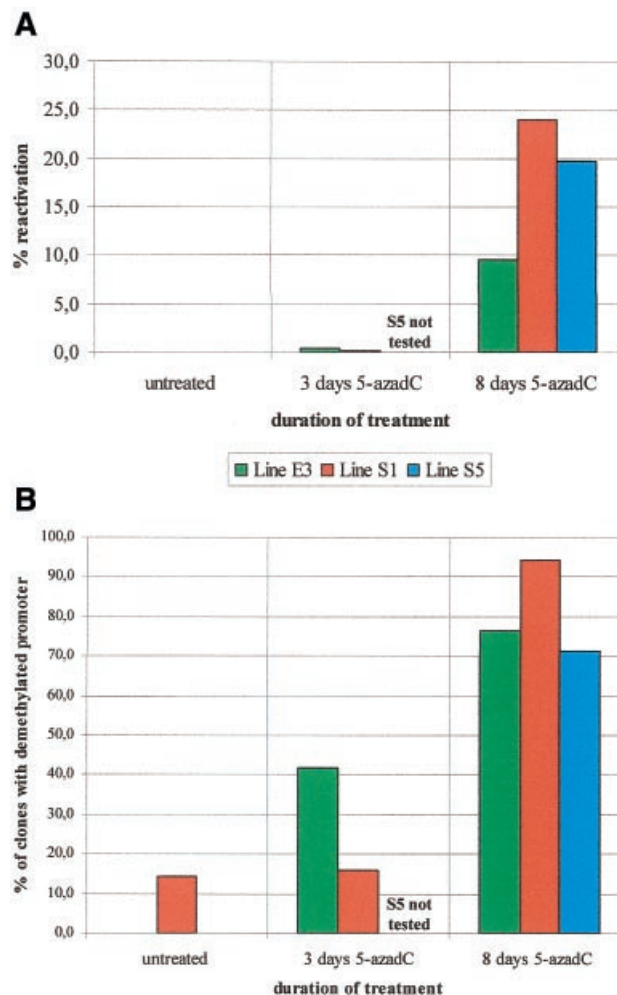 A
% reactivation
30,0
25,0
20,0
15,0
10,0
5,0
0,0
S5 not
tested
untreated
3 days 5-azadC
8 days 5-azadC
duration of treatment
Line E3
Line S1
Line S5
B
% of clones with demethylated promoter
100,0
90,0
80,0
70,0
60,0
50,0
40,0
30,0
20,0
10,0
0,0
S5 not
tested
untreated
3 days 5-azadC
8 days 5-azadC
duration of treatment